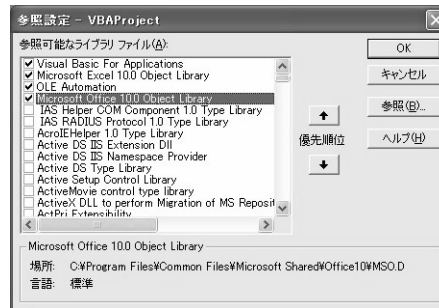 参照設定 - VBAProject
参照可能なライブラリ ファイル(A):
Visual Basic For Applications
Microsoft Excel 10.0 Object Library
OLE Automation
Microsoft Office 10.0 Object Library
IAS Helper COM Component 1.0 Type Library
IAS RADIUS Protocol 1.0 Type Library
AcroIEHelper 1.0 Type Library
Active DS IIS Extension Dll
Active DS IIS Namespace Provider
Active DS Type Library
Active Setup Control Library
ActiveMovie control type library
ActiveX DLL to perform Migration of MS Reposit
ActPri Extensibility
OK
キャンセル
参照(B)...
優先順位
ヘルプ(H)
Microsoft Office 10.0 Object Library
場所: C:¥Program Files¥Common Files¥Microsoft Shared¥Office10¥MSO.D
言語: 標準